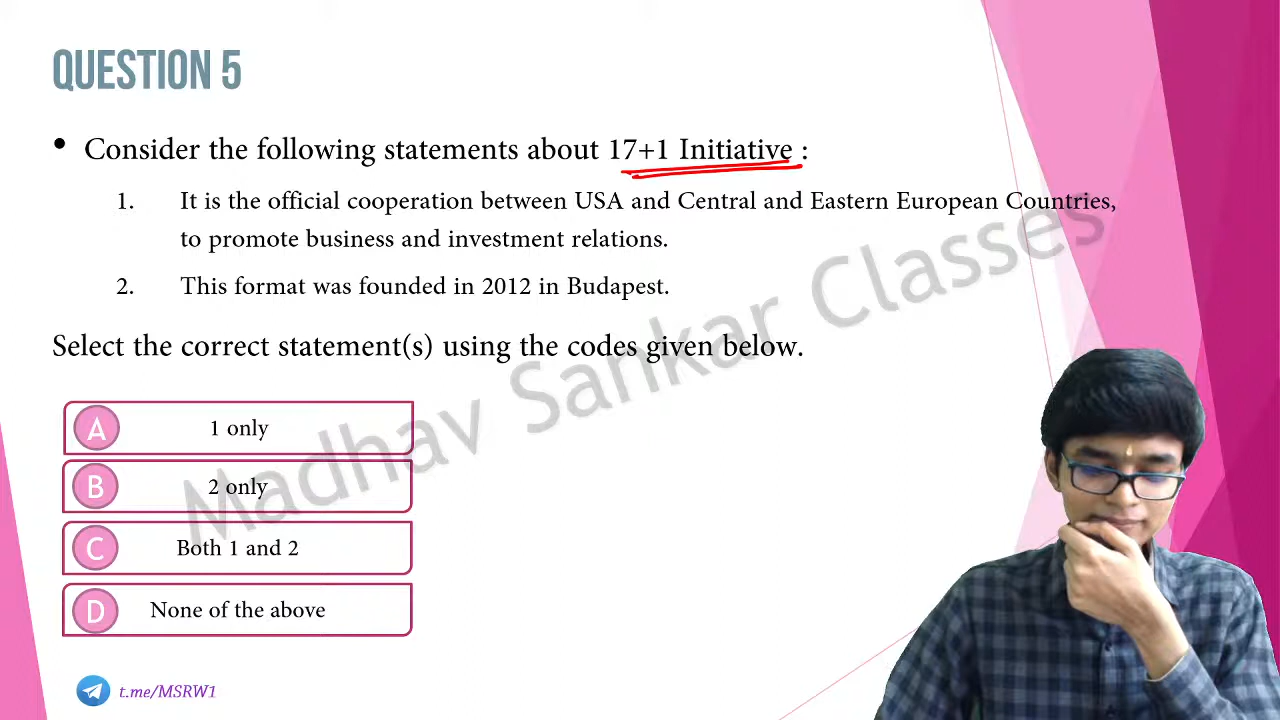 QUESTION 5
• Consider the following statements about 17+1 Initiative :
1. It is the official cooperation between USA and Central and Eastern European Countries,
to promote business and investment relations.
2. This format was founded in 2012 in Budapest.
Select the correct statement(s) using the codes given below.
A 1 only
B 2 only
C Both 1 and 2
D None of the above
Madhav Sankar Classes
t.me/MSRW1